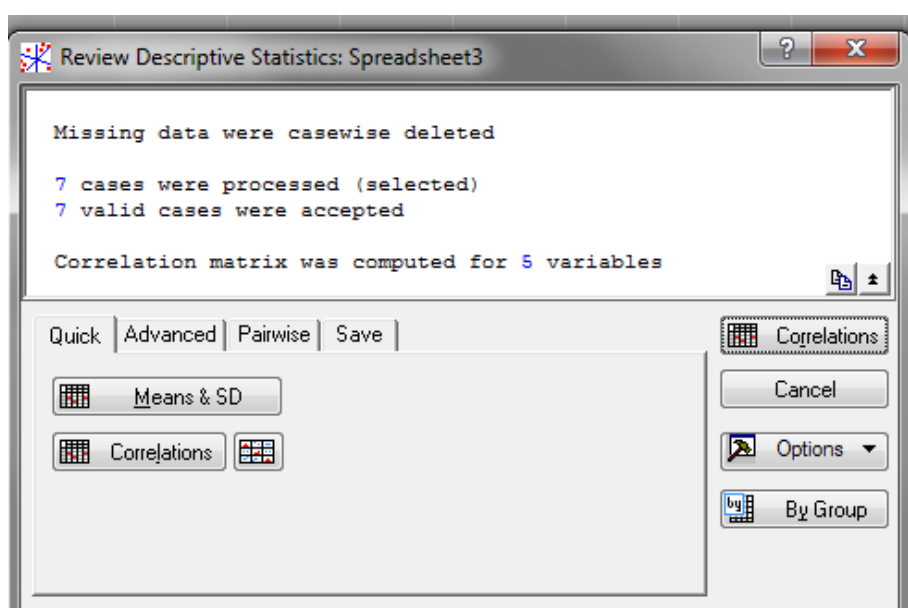 Review Descriptive Statistics: Spreadsheet3
?
X
Missing data were casewise deleted
7 cases were processed (selected)
7 valid cases were accepted
Correlation matrix was computed for 5 variables
Quick
Advanced
Pairwise
Save
Correlations
Means & SD
Cancel
Correlations
Options
by
By Group